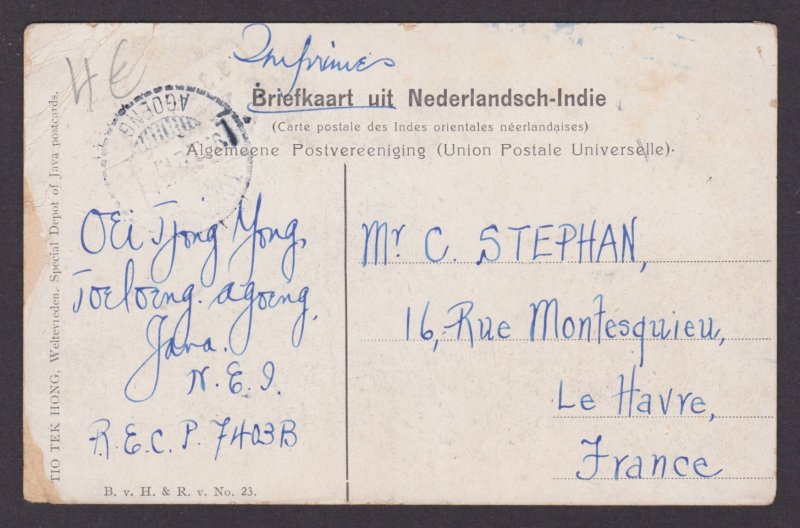 Imprimés
4E
Briefkaart uit Nederlandsch-Indie
(Carte postale des Indes orientales néerlandaises)
Algemeene Postvereeniging (Union Postale Universelle).
AGOENG
Oei Tjong Yong,
Toeloeng-agoeng,
Java.
N.E.I.
R.E.C.P. 7403B
Mr C. STEPHAN,
16, Rue Montesquieu,
Le Havre,
France
B. v. H. & R. v. No. 23.
TIO TEK HONG, Weltevreden. Special Depot of Java postcards.